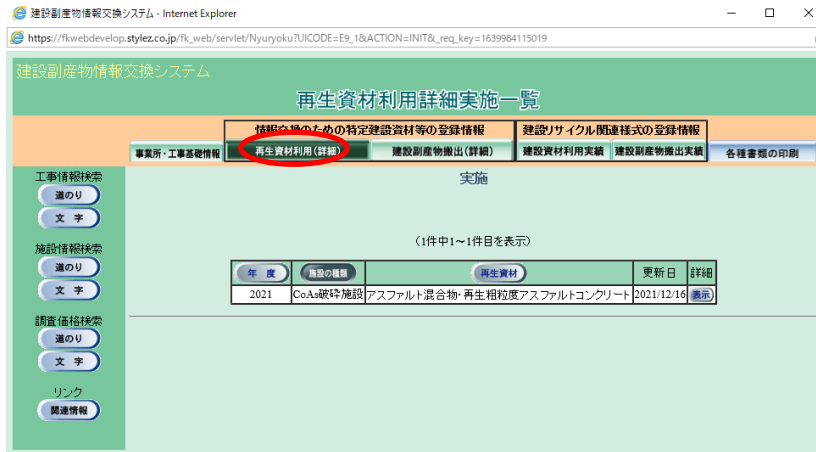 建設副産物情報交換システム - Internet Explorer
https://fkwebdevelop.stylez.co.jp/fk_web/servlet/Nyuryoku?UICODE=E9_1&ACTION=INIT&_req_key=1639984115019
建設副産物情報交換システム
再生資材利用詳細実施一覧
情報交換のための特定建設資材等の登録情報 建設リサイクル関連様式の登録情報
事業所・工事基礎情報 再生資材利用(詳細) 建設副産物搬出(詳細) 建設資材利用実績 建設副産物搬出実績 各種書類の印刷
工事情報検索
道のり
文 字
施設情報検索
道のり
文 字
調査価格検索
道のり
文 字
リンク
関連情報
実施
(1件中1~1件目を表示)
年 度 施設の種類 再生資材 更新日 詳細
2021 CoAs破砕施設 アスファルト混合物・再生粗粒度アスファルトコンクリート 2021/12/16 表示